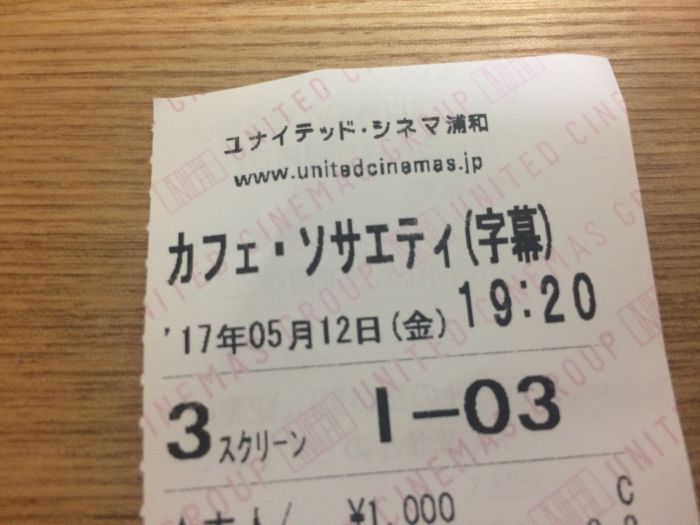 ユナイテッド・シネマ浦和
www.unitedcinemas.jp
カフェ・ソサエティ(字幕)
'17年05月12日(金) 19:20
3スクリーン I-03
¥1,000 C